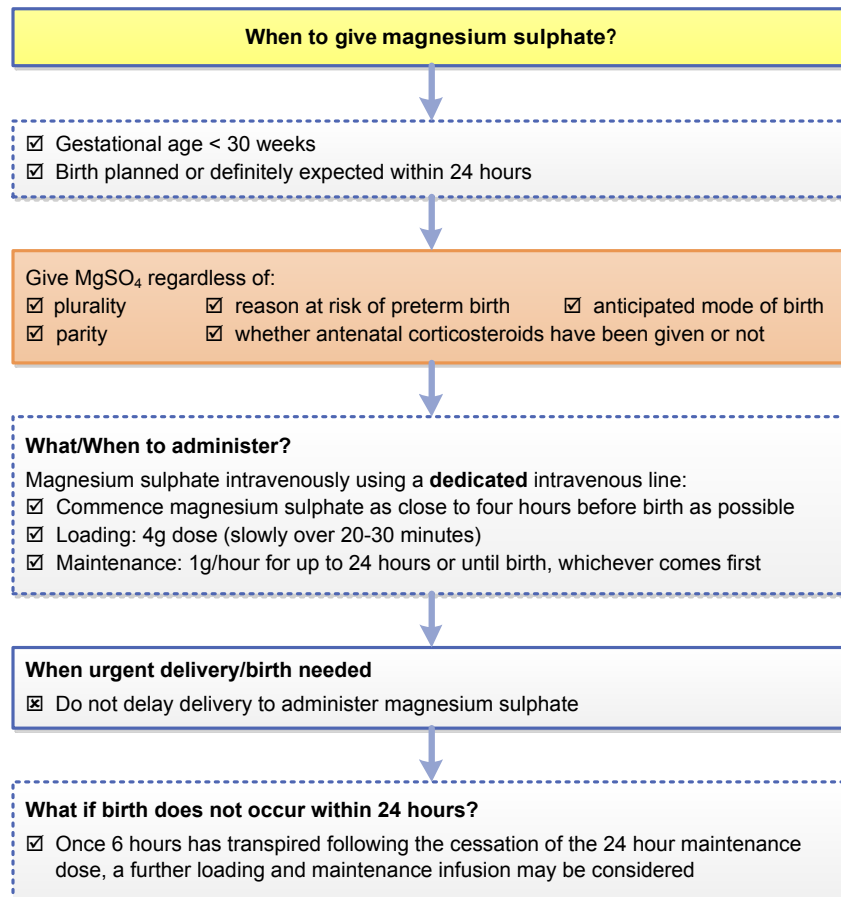 When to give magnesium sulphate?
☑ Gestational age < 30 weeks
☑ Birth planned or definitely expected within 24 hours
Give MgSO₄ regardless of:
☑ plurality ☑ reason at risk of preterm birth ☑ anticipated mode of birth
☑ parity ☑ whether antenatal corticosteroids have been given or not
What/When to administer?
Magnesium sulphate intravenously using a dedicated intravenous line:
☑ Commence magnesium sulphate as close to four hours before birth as possible
☑ Loading: 4g dose (slowly over 20-30 minutes)
☑ Maintenance: 1g/hour for up to 24 hours or until birth, whichever comes first
When urgent delivery/birth needed
☒ Do not delay delivery to administer magnesium sulphate
What if birth does not occur within 24 hours?
☑ Once 6 hours has transpired following the cessation of the 24 hour maintenance
dose, a further loading and maintenance infusion may be considered